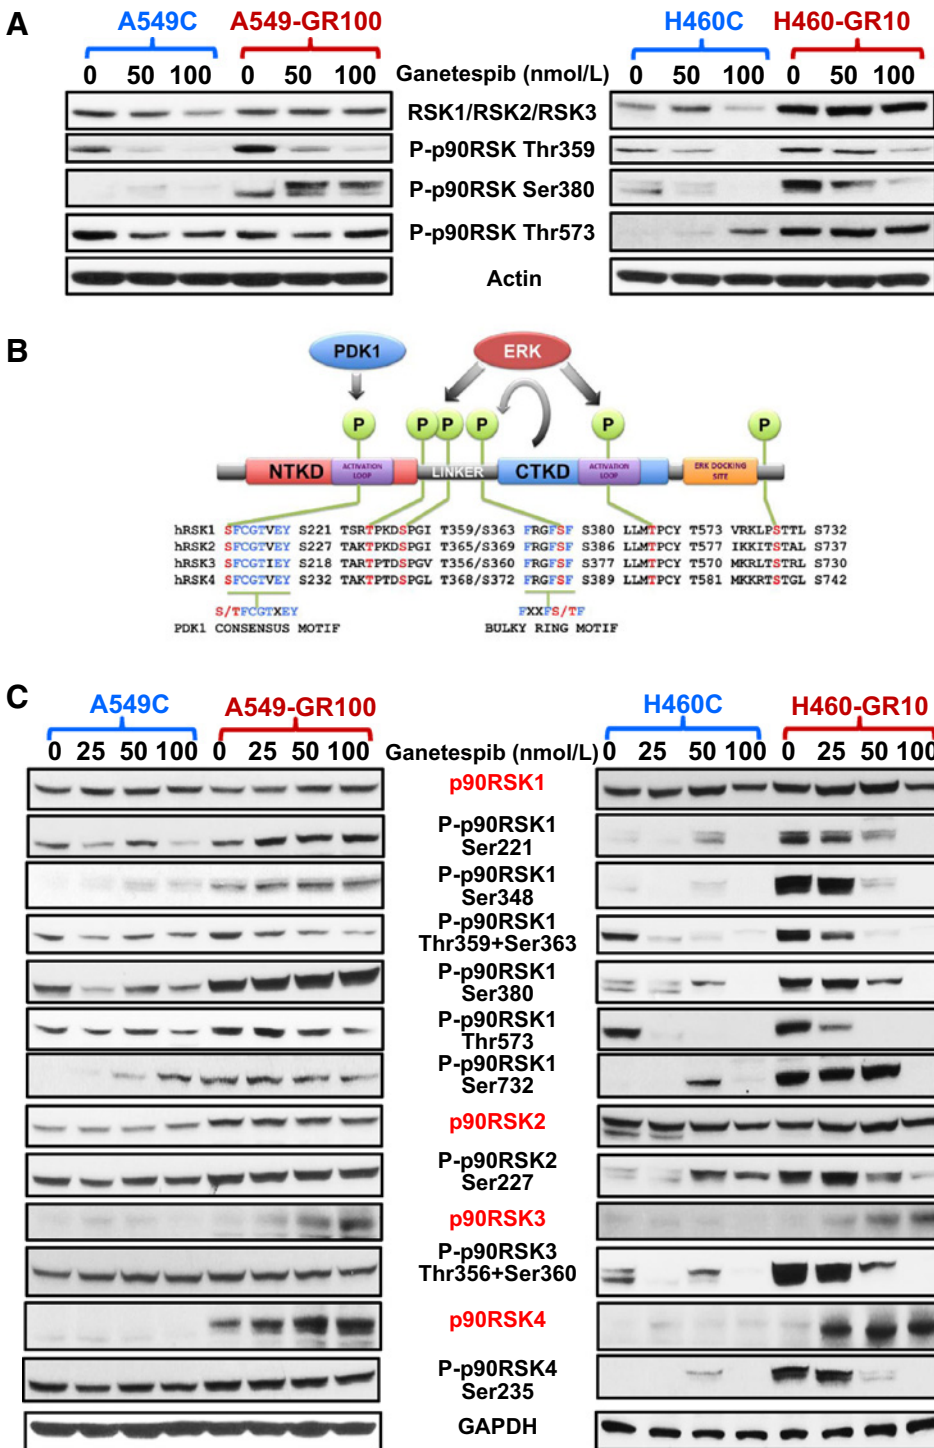 A
A549C A549-GR100 H460C H460-GR10
0 50 100 0 50 100 Ganetespib (nmol/L) 0 50 100 0 50 100
RSK1/RSK2/RSK3
P-p90RSK Thr359
P-p90RSK Ser380
P-p90RSK Thr573
Actin
B
PDK1 ERK
P P P P P P
NTKD ACTIVATION LOOP LINKER CTKD ACTIVATION LOOP ERK DOCKING SITE
hRSK1 SFCGTVEY S221 TSRTPKDSPGI T359/S363 FRGFSF S380 LLMTPCYT T573 VRKLPSTTL S732
hRSK2 SFCGTVEY S227 TAKTPKDSPGI T365/S369 FRGFSF S386 LLMTPCYT T577 IKKITSTAL S737
hRSK3 SFCGTIEY S218 TARTPTDSPGV T356/S360 FRGFSF S377 LLMTPCYT T570 MKRLTSTRL S730
hRSK4 SFCGTVEY S232 TAKTPTDSPGL T368/S372 FRGFSF S389 LLMTPCYT T581 MKKRTSTGL S742
S/TFCGTXEY FXXFS/TF
PDK1 CONSENSUS MOTIF BULKY RING MOTIF
C
A549C A549-GR100 H460C H460-GR10
0 25 50 100 0 25 50 100 Ganetespib (nmol/L) 0 25 50 100 0 25 50 100
p90RSK1
P-p90RSK1
Ser221
P-p90RSK1
Ser348
P-p90RSK1
Thr359+Ser363
P-p90RSK1
Ser380
P-p90RSK1
Thr573
P-p90RSK1
Ser732
p90RSK2
P-p90RSK2
Ser227
p90RSK3
P-p90RSK3
Thr356+Ser360
p90RSK4
P-p90RSK4
Ser235
GAPDH